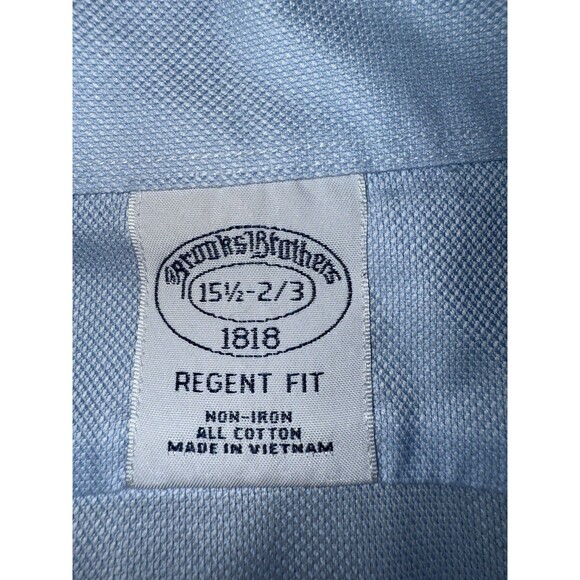 Brooks Brothers
15½-2/3
1818
REGENT FIT
NON-IRON
ALL COTTON
MADE IN VIETNAM